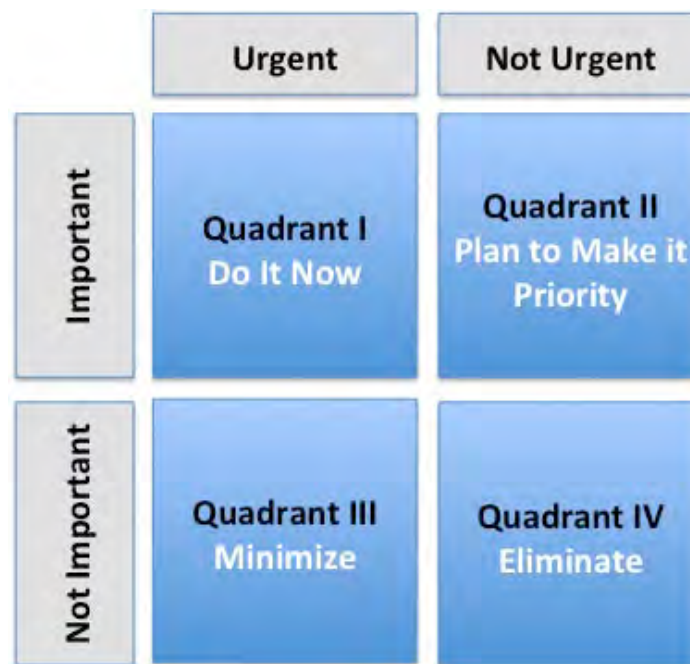 Urgent
Not Urgent
Important
Quadrant I
Do It Now
Quadrant II
Plan to Make it
Priority
Not Important
Quadrant III
Minimize
Quadrant IV
Eliminate